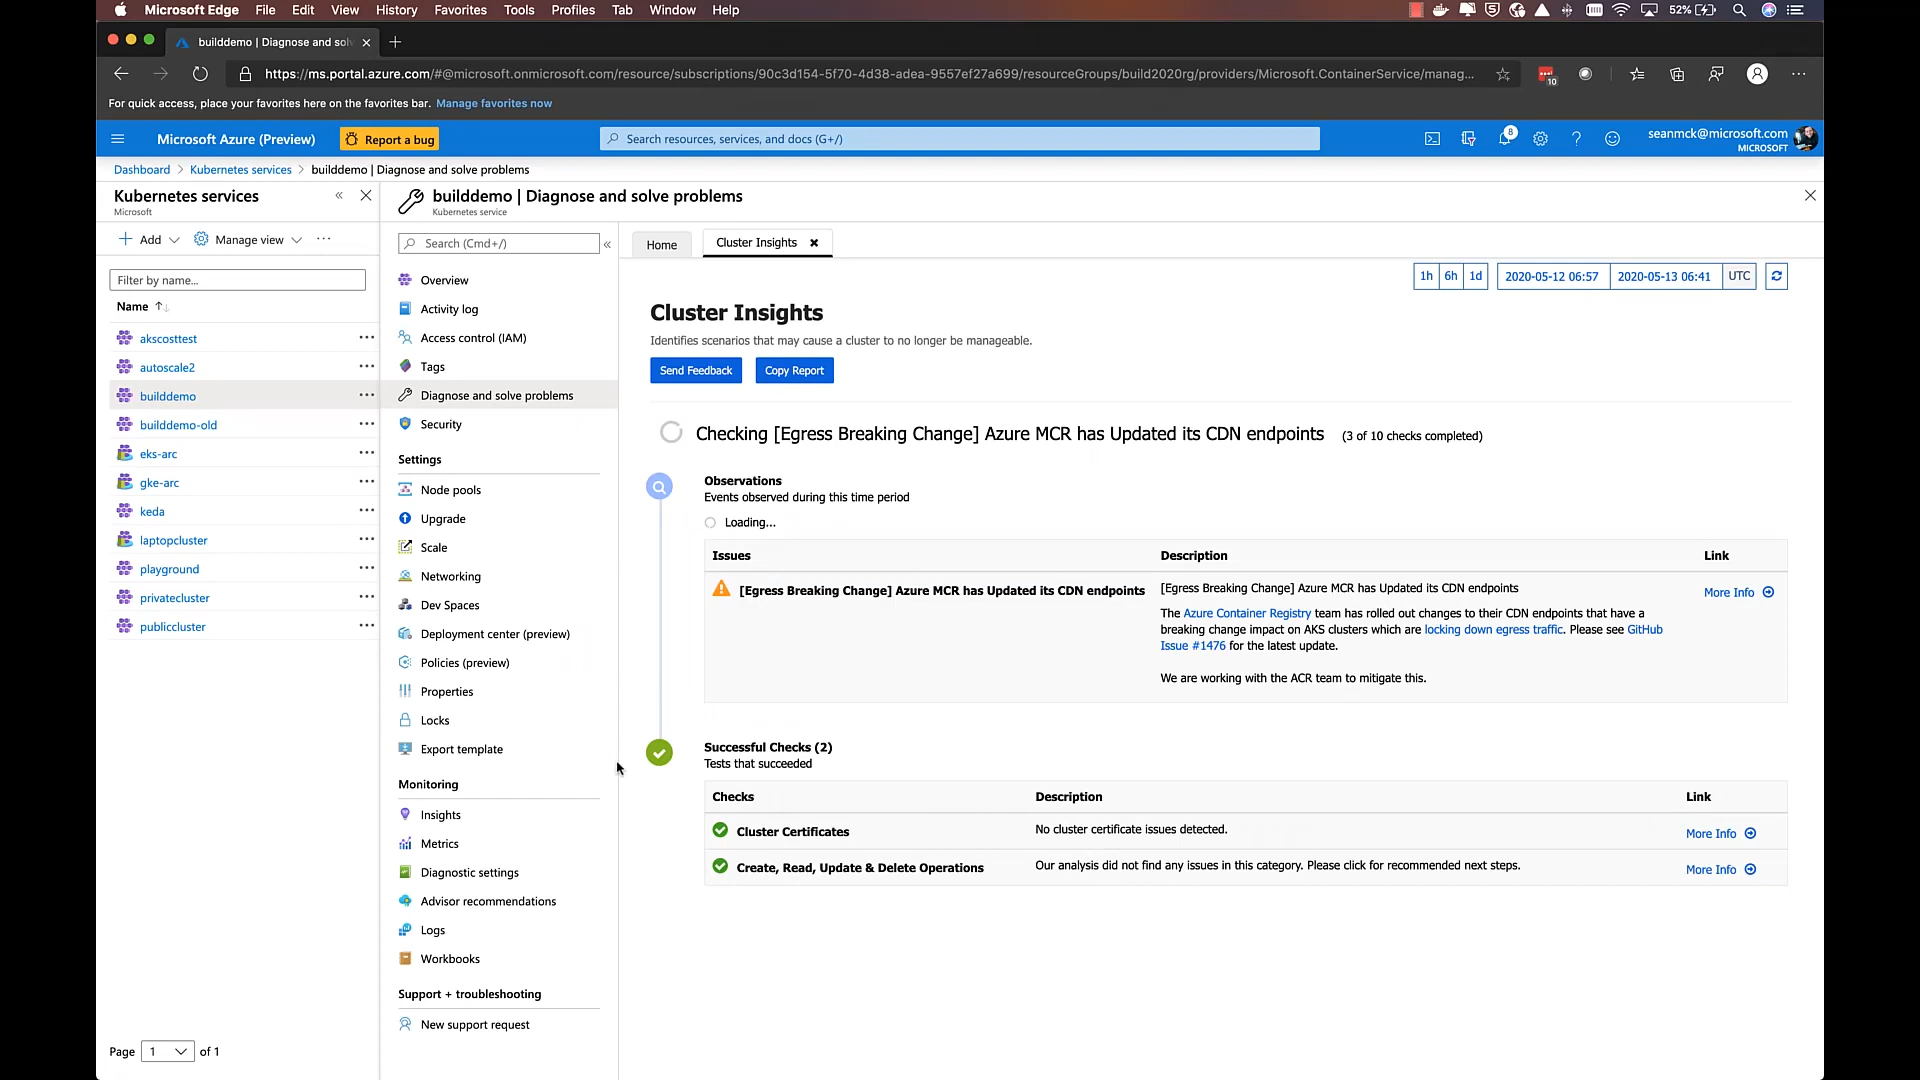 Microsoft Edge File Edit View History Favorites Tools Profiles Tab Window Help
52%
builddemo | Diagnose and solv
https://ms.portal.azure.com/#@microsoft.onmicrosoft.com/resource/subscriptions/90c3d154-5f70-4d38-adea-9557ef27a699/resourceGroups/build2020rg/providers/Microsoft.ContainerService/manag...
10
For quick access, place your favorites here on the favorites bar. Manage favorites now
Microsoft Azure (Preview)
Report a bug
Search resources, services, and docs (G+/)
8
seanmck@microsoft.com
MICROSOFT
Dashboard > Kubernetes services > builddemo | Diagnose and solve problems
Kubernetes services
Microsoft
Add
Manage view
Filter by name...
Name
akscosttest
autoscale2
builddemo
builddemo-old
eks-arc
gke-arc
keda
laptopcluster
playground
privatecluster
publiccluster
Page 1 of 1
builddemo | Diagnose and solve problems
Kubernetes service
Search (Cmd+/)
Overview
Activity log
Access control (IAM)
Tags
Diagnose and solve problems
Security
Settings
Node pools
Upgrade
Scale
Networking
Dev Spaces
Deployment center (preview)
Policies (preview)
Properties
Locks
Export template
Monitoring
Insights
Metrics
Diagnostic settings
Advisor recommendations
Logs
Workbooks
Support + troubleshooting
New support request
Home
Cluster Insights
1h 6h 1d
2020-05-12 06:57 2020-05-13 06:41 UTC
Cluster Insights
Identifies scenarios that may cause a cluster to no longer be manageable.
Send Feedback
Copy Report
Checking [Egress Breaking Change] Azure MCR has Updated its CDN endpoints (3 of 10 checks completed)
Observations
Events observed during this time period
Loading...
Issues Description Link
[Egress Breaking Change] Azure MCR has Updated its CDN endpoints
[Egress Breaking Change] Azure MCR has Updated its CDN endpoints
More Info
The Azure Container Registry team has rolled out changes to their CDN endpoints that have a
breaking change impact on AKS clusters which are locking down egress traffic. Please see GitHub
Issue #1476 for the latest update.
We are working with the ACR team to mitigate this.
Successful Checks (2)
Tests that succeeded
Checks Description Link
Cluster Certificates No cluster certificate issues detected. More Info
Create, Read, Update & Delete Operations Our analysis did not find any issues in this category. Please click for recommended next steps. More Info